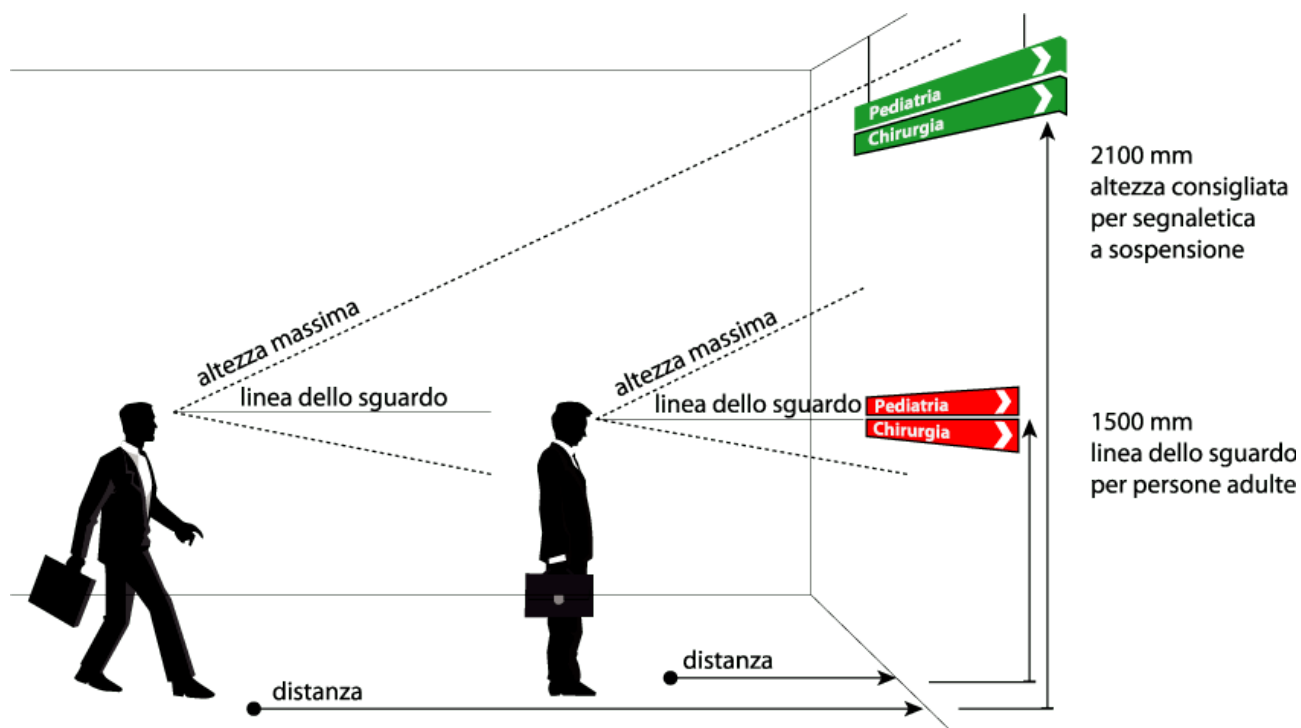 Pediatria
Chirurgia
2100 mm
altezza consigliata
per segnaletica
a sospensione
altezza massima
linea dello sguardo
altezza massima
linea dello sguardo
Pediatria
Chirurgia
1500 mm
linea dello sguardo
per persone adulte
distanza
distanza